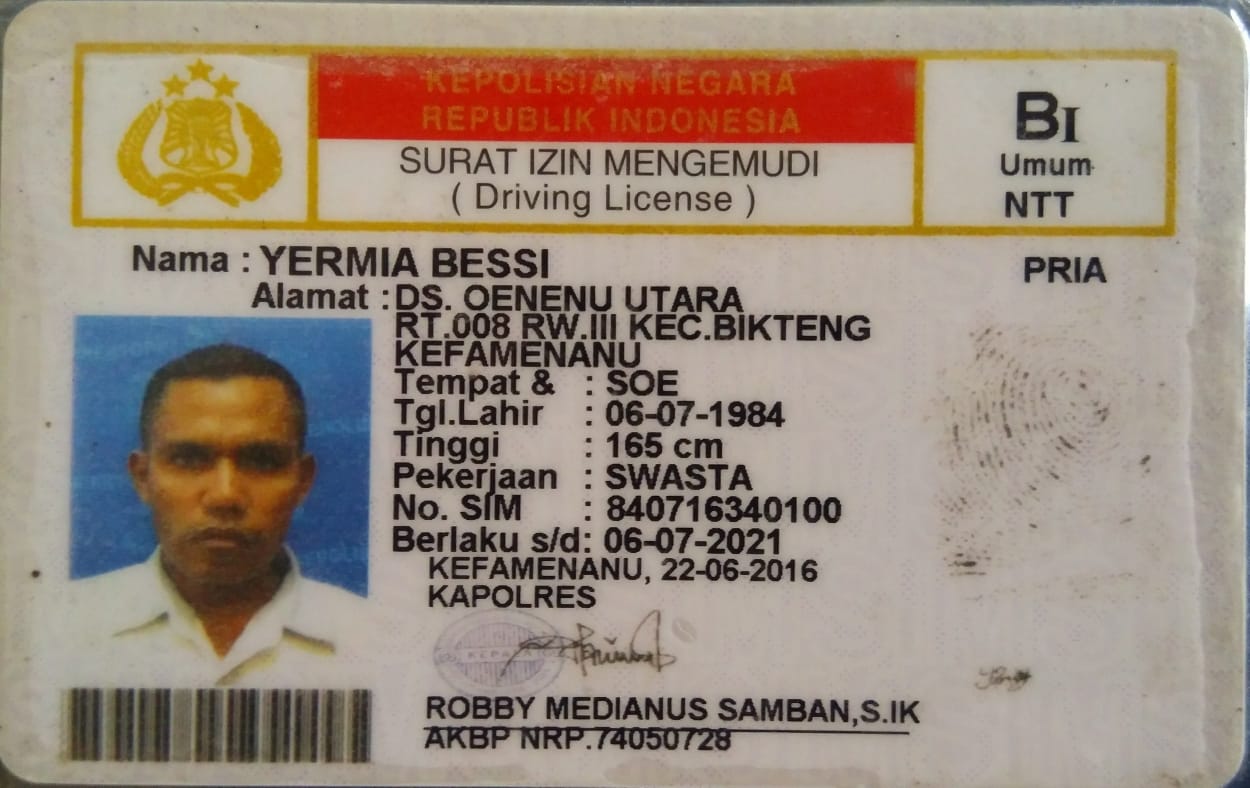 KEPOLISIAN NEGARA
REPUBLIK INDONESIA
SURAT IZIN MENGEMUDI
( Driving License )
BI
Umum
NTT
Nama : YERMIA BESSI
PRIA
Alamat : DS. OENENU UTARA
RT.008 RW.III KEC.BIKTENG
KEFAMENANU
Tempat & : SOE
Tgl.Lahir : 06-07-1984
Tinggi : 165 cm
Pekerjaan : SWASTA
No. SIM : 840716340100
Berlaku s/d: 06-07-2021
KEFAMENANU, 22-06-2016
KAPOLRES
KEPALA
ROBBY MEDIANUS SAMBAN,S.IK
AKBP NRP.74050728